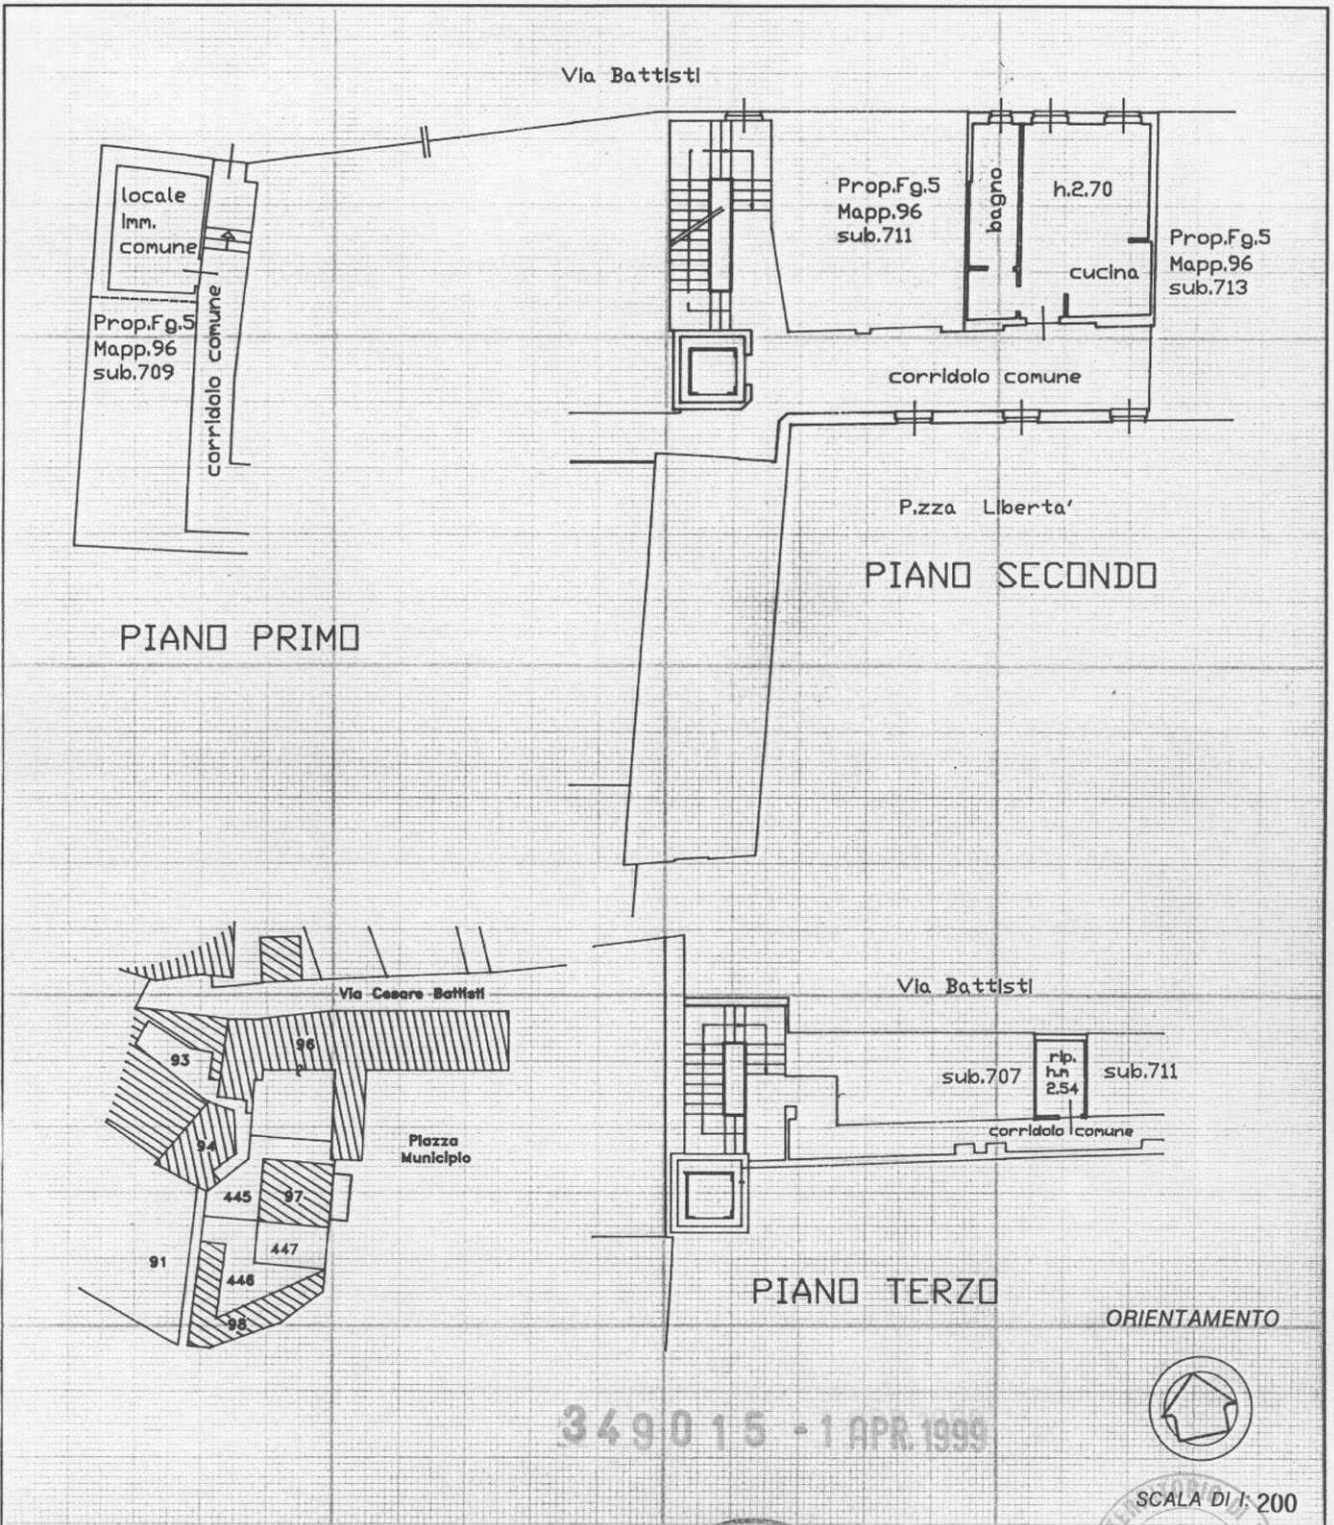 Via Battisti
locale
imm.
comune
Prop.Fg.5
Mapp.96
sub.709
corridoio comune
PIANO PRIMO
Prop.Fg.5
Mapp.96
sub.711
bagno
h.2.70
cucina
Prop.Fg.5
Mapp.96
sub.713
corridoio comune
P.zza Liberta'
PIANO SECONDO
Via Cesare Battisti
93
96
94
Piazza
Municipio
445
97
447
91
446
98
Via Battisti
sub.707
rip.
h.m
2.54
sub.711
corridoio comune
PIANO TERZO
ORIENTAMENTO
349015 - 1 APR. 1999
SCALA DI 1: 200